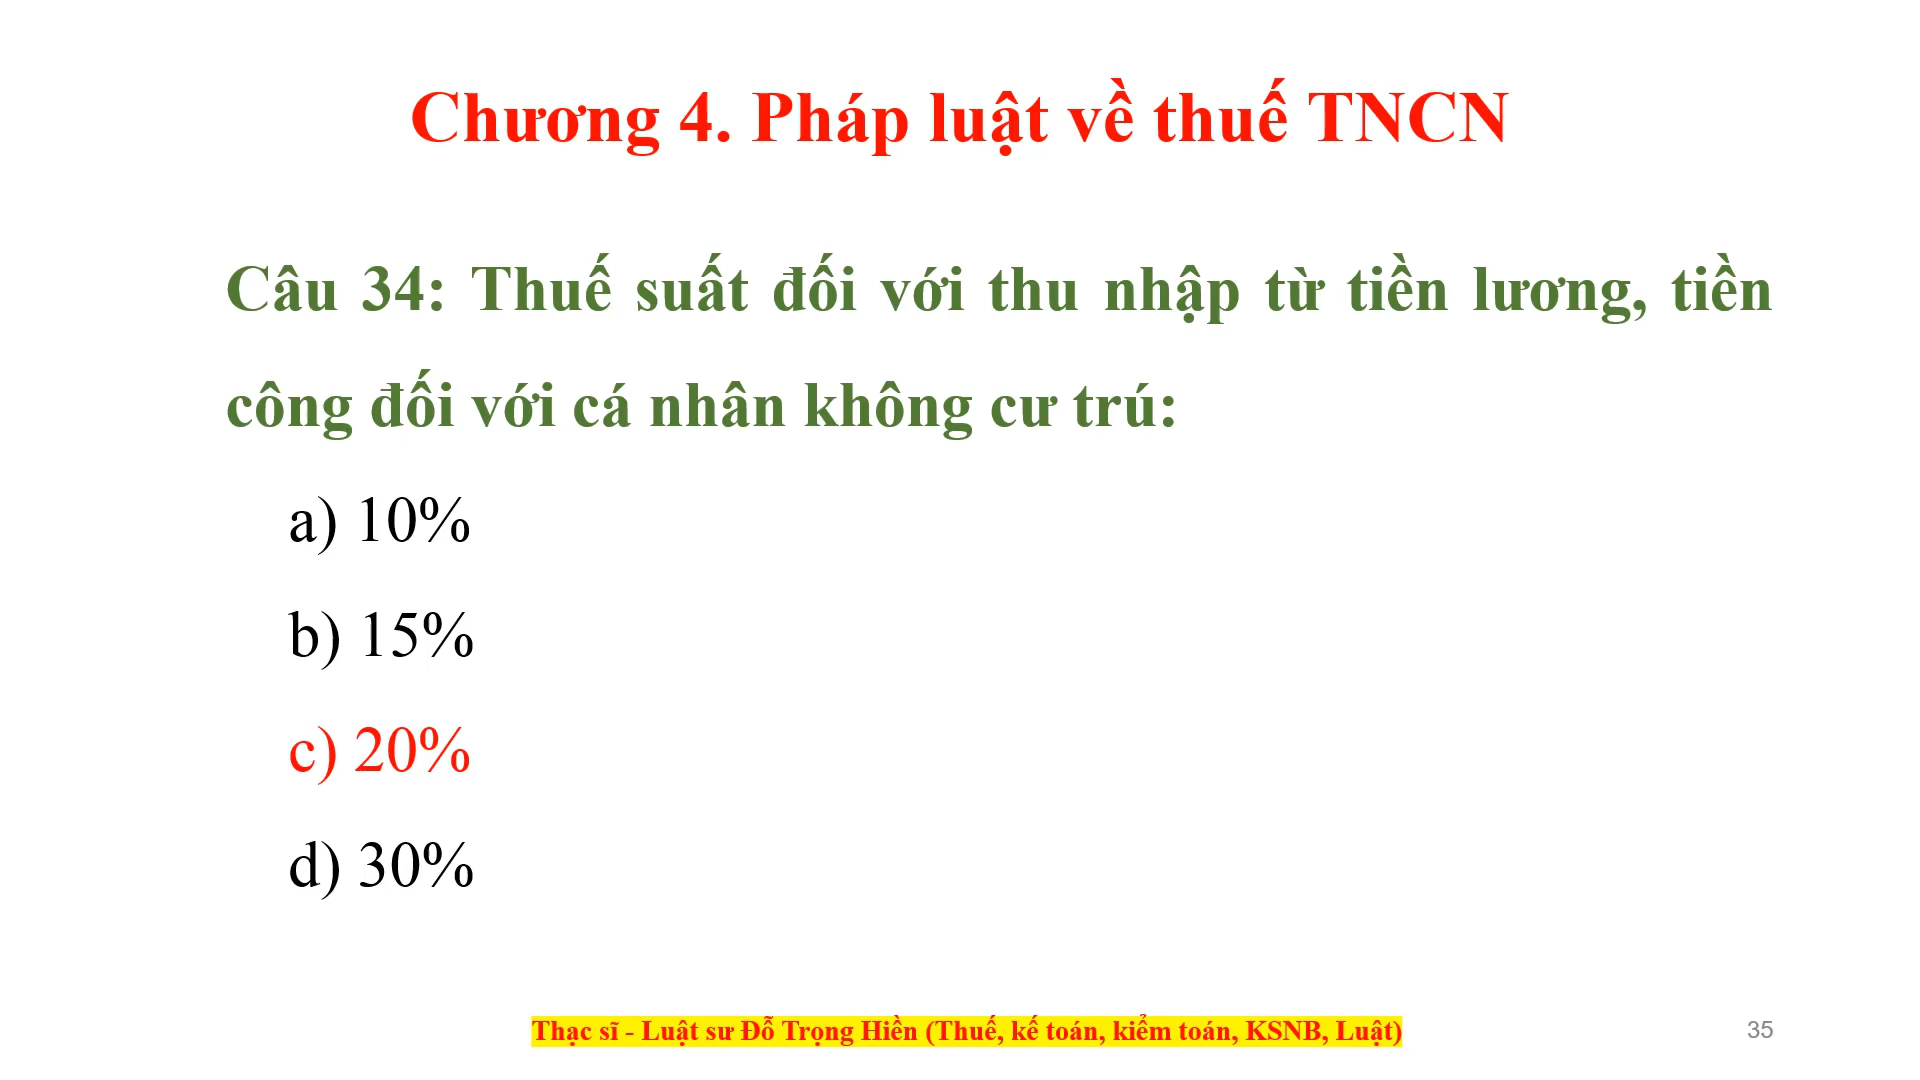 Chương 4. Pháp luật về thuế TNCN
Câu 34: Thuế suất đối với thu nhập từ tiền lương, tiền
công đối với cá nhân không cư trú:
a) 10%
b) 15%
c) 20%
d) 30%
Thạc sĩ - Luật sư Đỗ Trọng Hiền (Thuế, kế toán, kiểm toán, KSNB, Luật)
35